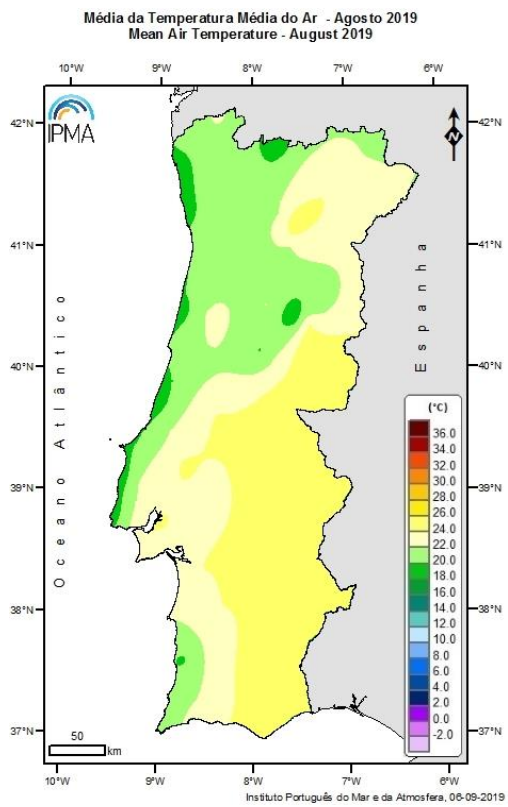 Média da Temperatura Média do Ar - Agosto 2019
Mean Air Temperature - August 2019
10°W 9°W 8°W 7°W 6°W
42°N 42°N
IPMA
N
41°N 41°N
Espanha
Oceano Atlântico
40°N 40°N
(°C)
36.0
34.0
32.0
30.0
28.0
26.0
24.0
22.0
20.0
18.0
16.0
14.0
12.0
10.0
8.0
6.0
4.0
2.0
0.0
-2.0
39°N 39°N
38°N 38°N
37°N 37°N
50
km
10°W 9°W 8°W 7°W 6°W
Instituto Português do Mar e da Atmosfera, 06-09-2019